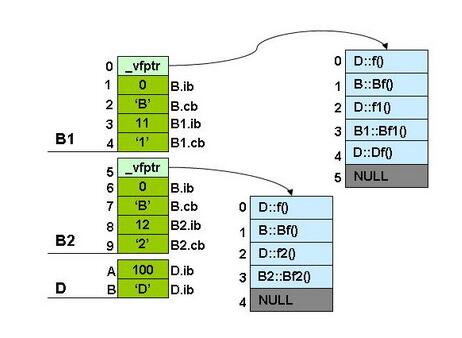 0 _vfptr
1 0 B.ib
2 ‘B’ B.cb
3 11 B1.ib
B1 4 ‘1’ B1.cb
5 _vfptr
6 0 B.ib
7 ‘B’ B.cb
8 12 B2.ib
B2 9 ‘2’ B2.cb
A 100 D.ib
D B ‘D’ D.ib
0 D::f()
1 B::Bf()
2 D::f1()
3 B1::Bf1()
4 D::Df()
5 NULL
0 D::f()
1 B::Bf()
2 D::f2()
3 B2::Bf2()
4 NULL